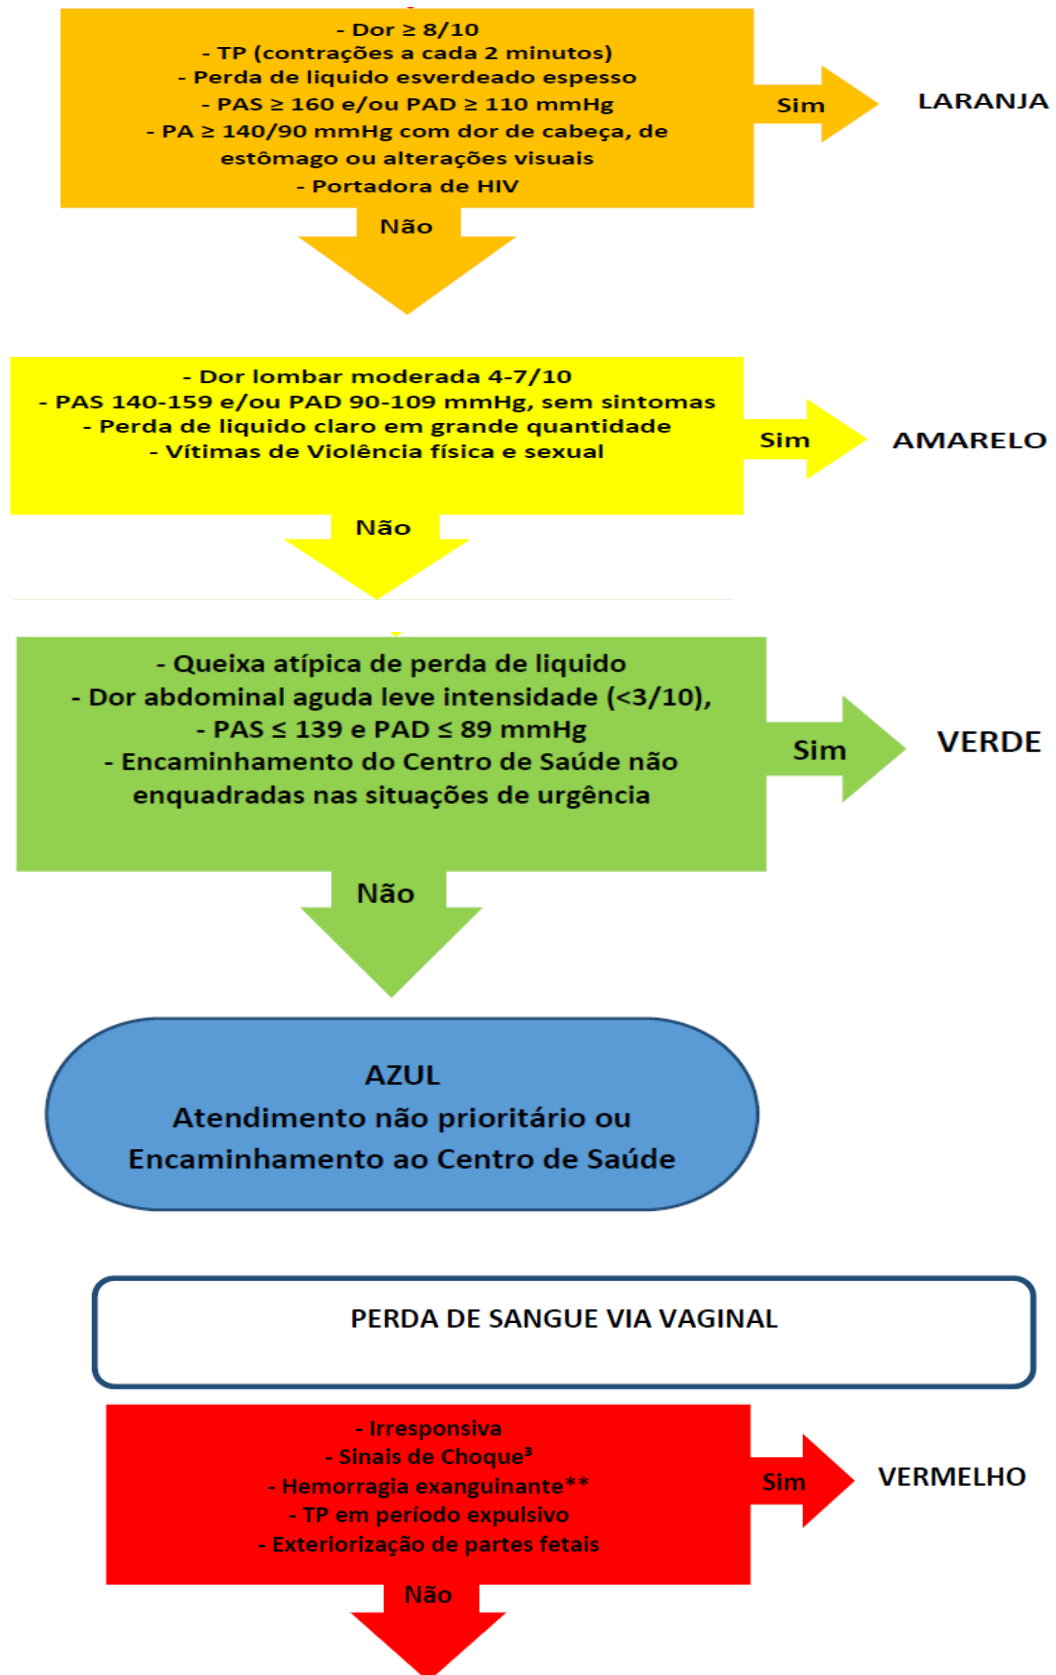 - Dor ≥ 8/10
- TP (contrações a cada 2 minutos)
- Perda de liquido esverdeado espesso
- PAS ≥ 160 e/ou PAD ≥ 110 mmHg
- PA ≥ 140/90 mmHg com dor de cabeça, de
estômago ou alterações visuais
- Portadora de HIV
Sim
LARANJA
Não
- Dor lombar moderada 4-7/10
- PAS 140-159 e/ou PAD 90-109 mmHg, sem sintomas
- Perda de liquido claro em grande quantidade
- Vítimas de Violência física e sexual
Sim
AMARELO
Não
- Queixa atípica de perda de liquido
- Dor abdominal aguda leve intensidade (<3/10),
- PAS ≤ 139 e PAD ≤ 89 mmHg
- Encaminhamento do Centro de Saúde não
enquadradas nas situações de urgência
Sim
VERDE
Não
AZUL
Atendimento não prioritário ou
Encaminhamento ao Centro de Saúde
PERDA DE SANGUE VIA VAGINAL
- Irresponsiva
- Sinais de Choque³
- Hemorragia exanguinante**
- TP em período expulsivo
- Exteriorização de partes fetais
Sim
VERMELHO
Não